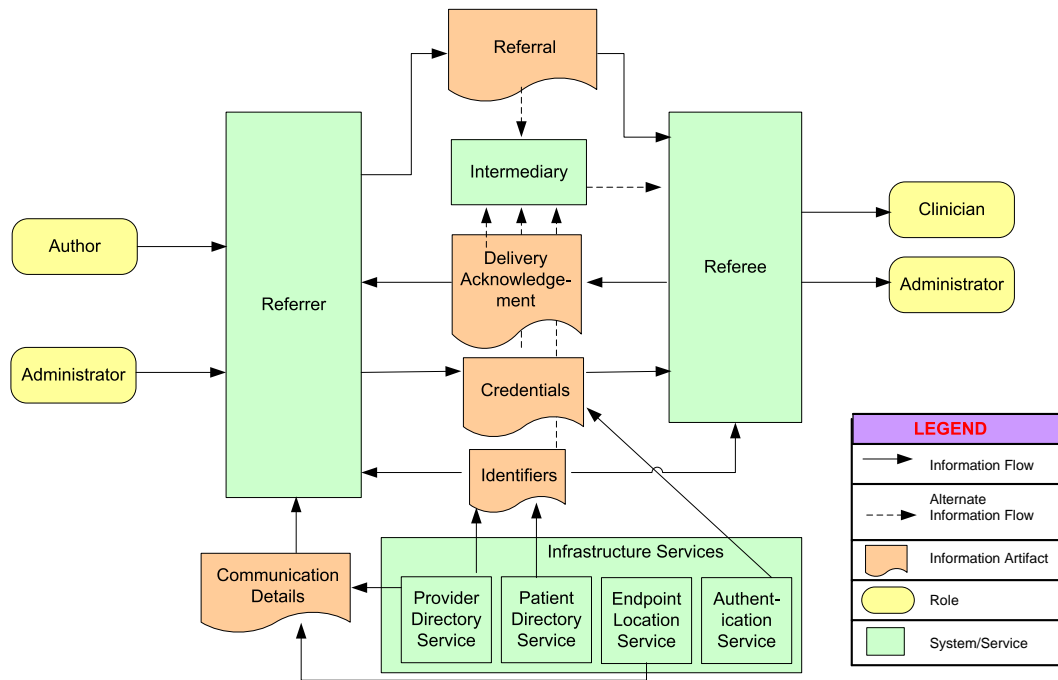 Referral
Intermediary
Author
Administrator
Referrer
Delivery
Acknowledge-
ment
Credentials
Identifiers
Referee
Clinician
Administrator
Communication
Details
Infrastructure Services
Provider
Directory
Service
Patient
Directory
Service
Endpoint
Location
Service
Authent-
ication
Service
LEGEND
Information Flow
Alternate
Information Flow
Information Artifact
Role
System/Service